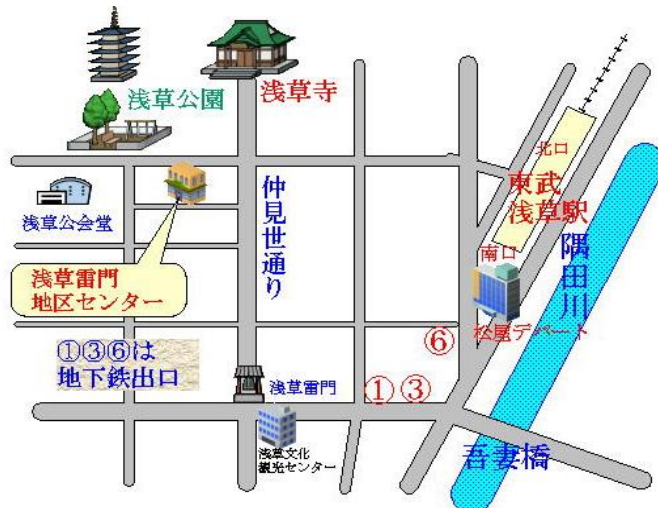 浅草公園
浅草寺
北口
東武
浅草駅
浅草公会堂
仲見世通り
南口
隅田川
浅草雷門
地区センター
松屋デパート
⑥
①③⑥は
地下鉄出口
浅草雷門
①
③
浅草文化
観光センター
吾妻橋